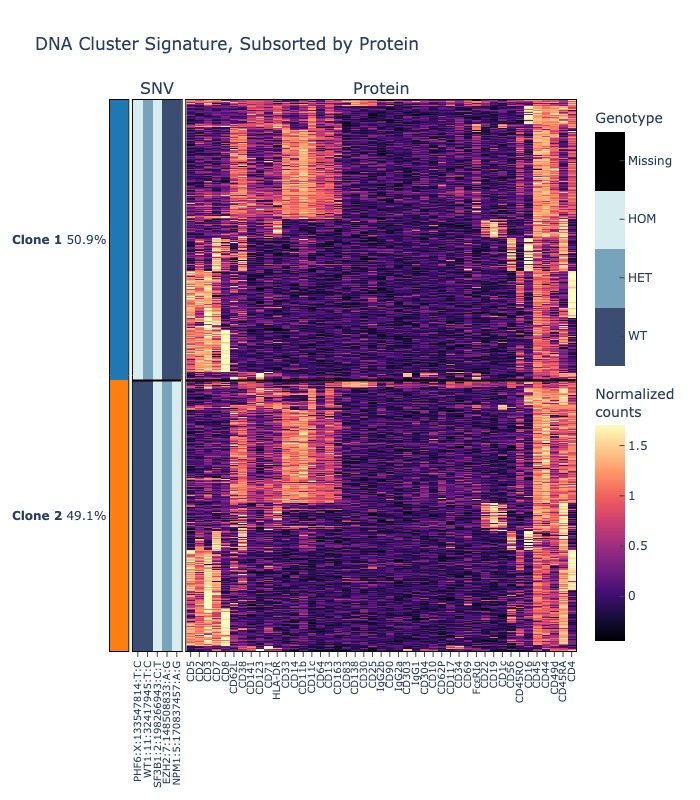 DNA Cluster Signature, Subsorted by Protein
SNV
Protein
Clone 1 50.9%
Clone 2 49.1%
Genotype
Missing
HOM
HET
WT
Normalized
counts
1.5
1
0.5
0
PHF6:X:133547814:T:C
WT1:11:32417945:T:C
SF3B1:2:198266943:C:T
EZH2:7:148508833:A:G
NPM1:5:170837457:A:G
CD5
CD2
CD3
CD7
CD8
CD62L
CD38
CD141
CD123
CD71
HLA-DR
CD33
CD14
CD11b
CD11c
CD64
CD13
CD163
CD83
CD138
CD30
CD25
IgG2b
CD90
IgG2a
CD303
IgG1
CD304
CD10
CD62P
CD117
CD34
CD69
FcεRIα
CD22
CD19
CD1c
CD56
CD45RO
CD16
CD45
CD44
CD49d
CD45RA
CD4